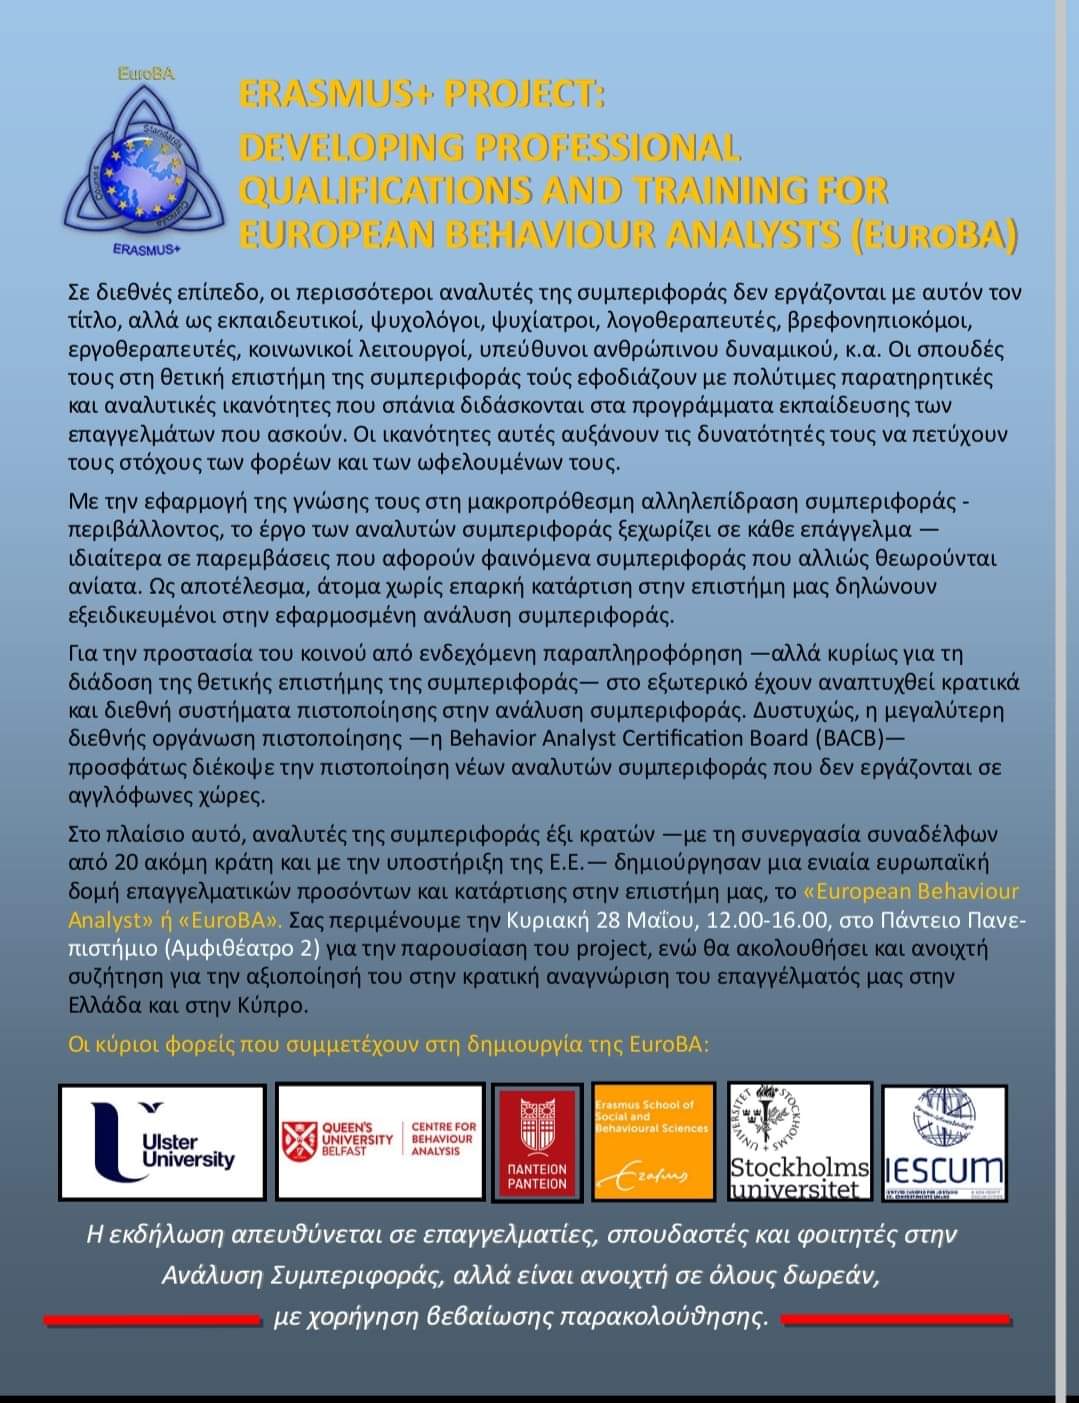 EuroBA
Standards
Courses
ERASMUS+
ERASMUS+ PROJECT:
DEVELOPING PROFESSIONAL
QUALIFICATIONS AND TRAINING FOR
EUROPEAN BEHAVIOUR ANALYSTS (EUROBA)
Σε διεθνές επίπεδο, οι περισσότεροι αναλυτές της συμπεριφοράς δεν εργάζονται με αυτόν τον
τίτλο, αλλά ως εκπαιδευτικοί, ψυχολόγοι, ψυχίατροι, λογοθεραπευτές, βρεφονηπιοκόμοι,
εργοθεραπευτές, κοινωνικοί λειτουργοί, υπεύθυνοι ανθρώπινου δυναμικού, κ.α. Οι σπουδές
τους στη θετική επιστήμη της συμπεριφοράς τούς εφοδιάζουν με πολύτιμες παρατηρητικές
και αναλυτικές ικανότητες που σπάνια διδάσκονται στα προγράμματα εκπαίδευσης των
επαγγελμάτων που ασκούν. Οι ικανότητες αυτές αυξάνουν τις δυνατότητές τους να πετύχουν
τους στόχους των φορέων και των ωφελουμένων τους.
Με την εφαρμογή της γνώσης τους στη μακροπρόθεσμη αλληλεπίδραση συμπεριφοράς -
περιβάλλοντος, το έργο των αναλυτών συμπεριφοράς ξεχωρίζει σε κάθε επάγγελμα —
ιδιαίτερα σε παρεμβάσεις που αφορούν φαινόμενα συμπεριφοράς που αλλιώς θεωρούνται
ανίατα. Ως αποτέλεσμα, άτομα χωρίς επαρκή κατάρτιση στην επιστήμη μας δηλώνουν
εξειδικευμένοι στην εφαρμοσμένη ανάλυση συμπεριφοράς.
Για την προστασία του κοινού από ενδεχόμενη παραπληροφόρηση —αλλά κυρίως για τη
διάδοση της θετικής επιστήμης της συμπεριφοράς— στο εξωτερικό έχουν αναπτυχθεί κρατικά
και διεθνή συστήματα πιστοποίησης στην ανάλυση συμπεριφοράς. Δυστυχώς, η μεγαλύτερη
διεθνής οργάνωση πιστοποίησης —η Behavior Analyst Certification Board (BACB)—
προσφάτως διέκοψε την πιστοποίηση νέων αναλυτών συμπεριφοράς που δεν εργάζονται σε
αγγλόφωνες χώρες.
Στο πλαίσιο αυτό, αναλυτές της συμπεριφοράς έξι κρατών —με τη συνεργασία συναδέλφων
από 20 ακόμη κράτη και με την υποστήριξη της Ε.Ε.— δημιούργησαν μια ενιαία ευρωπαϊκή
δομή επαγγελματικών προσόντων και κατάρτισης στην επιστήμη μας, το «European Behaviour
Analyst» ή «EuroBA». Σας περιμένουμε την Κυριακή 28 Μαΐου, 12.00-16.00, στο Πάντειο Πανε-
πιστήμιο (Αμφιθέατρο 2) για την παρουσίαση του project, ενώ θα ακολουθήσει και ανοιχτή
συζήτηση για την αξιοποίησή του στην κρατική αναγνώριση του επαγγέλματός μας στην
Ελλάδα και στην Κύπρο.
Οι κύριοι φορείς που συμμετέχουν στη δημιουργία της EuroBA:
Ulster
University
QUEEN'S
UNIVERSITY
BELFAST
CENTRE FOR
BEHAVIOUR
ANALYSIS
ΠΑΝΤΕΙΟΝ
PANTEION
Erasmus School of
Social and
Behavioural Sciences
Erasmus
STOCKHOLMS UNIVERSITET
Stockholms
universitet
IESCUM
Η εκδήλωση απευθύνεται σε επαγγελματίες, σπουδαστές και φοιτητές στην
Ανάλυση Συμπεριφοράς, αλλά είναι ανοιχτή σε όλους δωρεάν,
με χορήγηση βεβαίωσης παρακολούθησης.